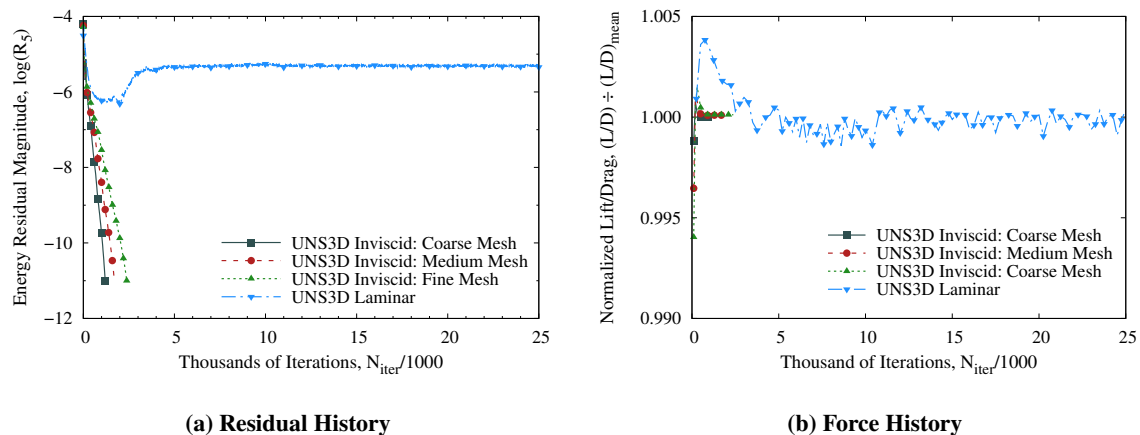 Energy Residual Magnitude, log(R5)
-4
-6
-8
-10
-12
UNS3D Inviscid: Coarse Mesh
UNS3D Inviscid: Medium Mesh
UNS3D Inviscid: Fine Mesh
UNS3D Laminar
0 5 10 15 20 25
Thousands of Iterations, Niter/1000
(a) Residual History
Normalized Lift/Drag, (L/D) ÷ (L/D)mean
1.005
1.000
0.995
0.990
UNS3D Inviscid: Coarse Mesh
UNS3D Inviscid: Medium Mesh
UNS3D Inviscid: Coarse Mesh
UNS3D Laminar
0 5 10 15 20 25
Thousand of Iterations, Niter/1000
(b) Force History